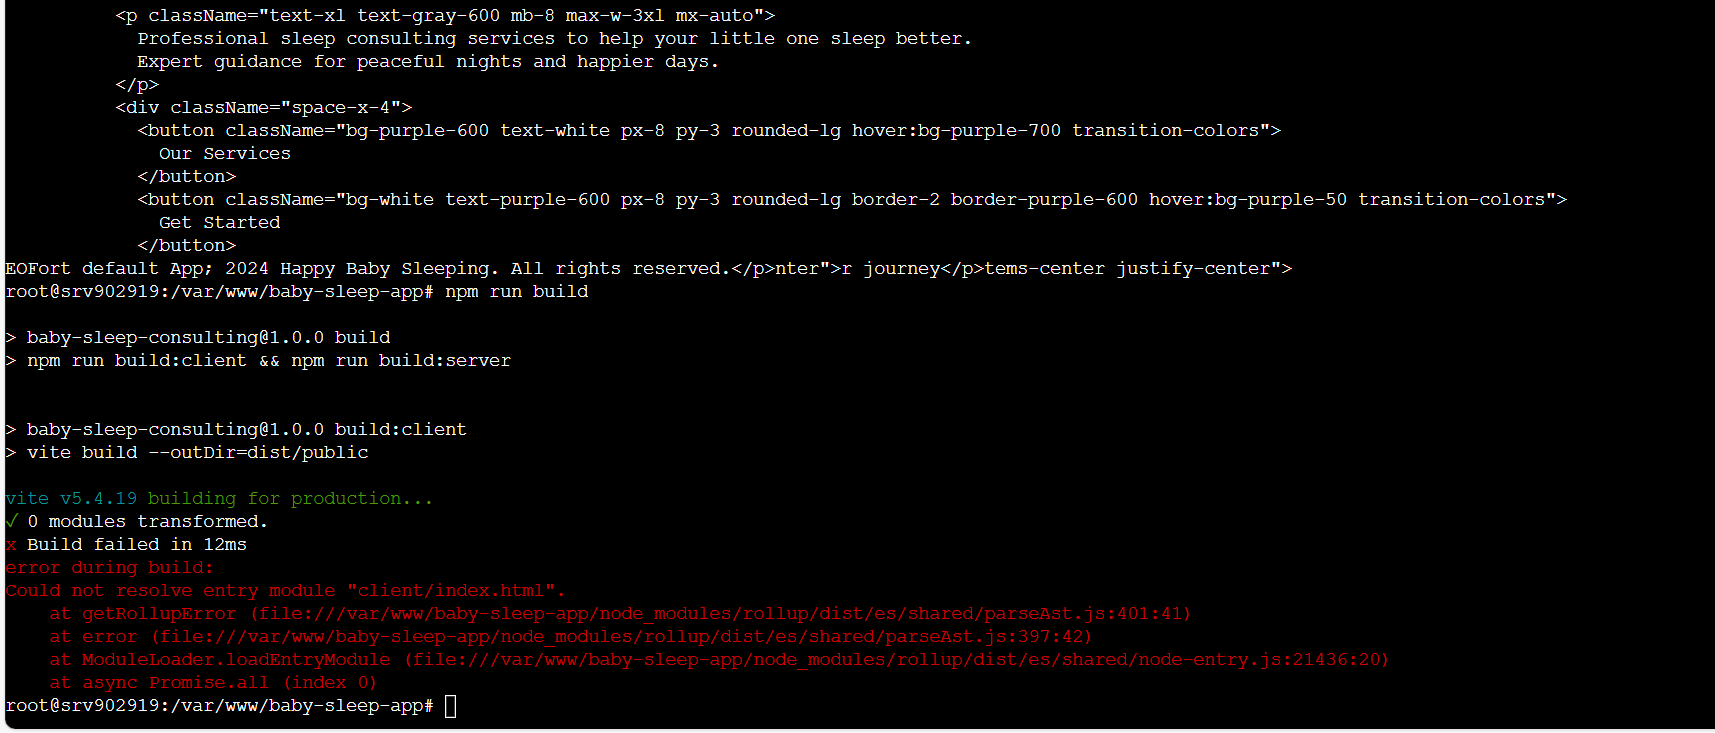 <p className="text-xl text-gray-600 mb-8 max-w-3xl mx-auto">
Professional sleep consulting services to help your little one sleep better.
Expert guidance for peaceful nights and happier days.
</p>
<div className="space-x-4">
<button className="bg-purple-600 text-white px-8 py-3 rounded-lg hover:bg-purple-700 transition-colors">
Our Services
</button>
<button className="bg-white text-purple-600 px-8 py-3 rounded-lg border-2 border-purple-600 hover:bg-purple-50 transition-colors">
Get Started
</button>
EOFort default App; 2024 Happy Baby Sleeping. All rights reserved.</p>nter">r journey</p>tems-center justify-center">
root@srv902919:/var/www/baby-sleep-app# npm run build
> baby-sleep-consulting@1.0.0 build
> npm run build:client && npm run build:server
> baby-sleep-consulting@1.0.0 build:client
> vite build --outDir=dist/public
vite v5.4.19 building for production...
✓ 0 modules transformed.
x Build failed in 12ms
error during build:
Could not resolve entry module "client/index.html".
at getRollupError (file:///var/www/baby-sleep-app/node_modules/rollup/dist/es/shared/parseAst.js:401:41)
at error (file:///var/www/baby-sleep-app/node_modules/rollup/dist/es/shared/parseAst.js:397:42)
at ModuleLoader.loadEntryModule (file:///var/www/baby-sleep-app/node_modules/rollup/dist/es/shared/node-entry.js:21436:20)
at async Promise.all (index 0)
root@srv902919:/var/www/baby-sleep-app#